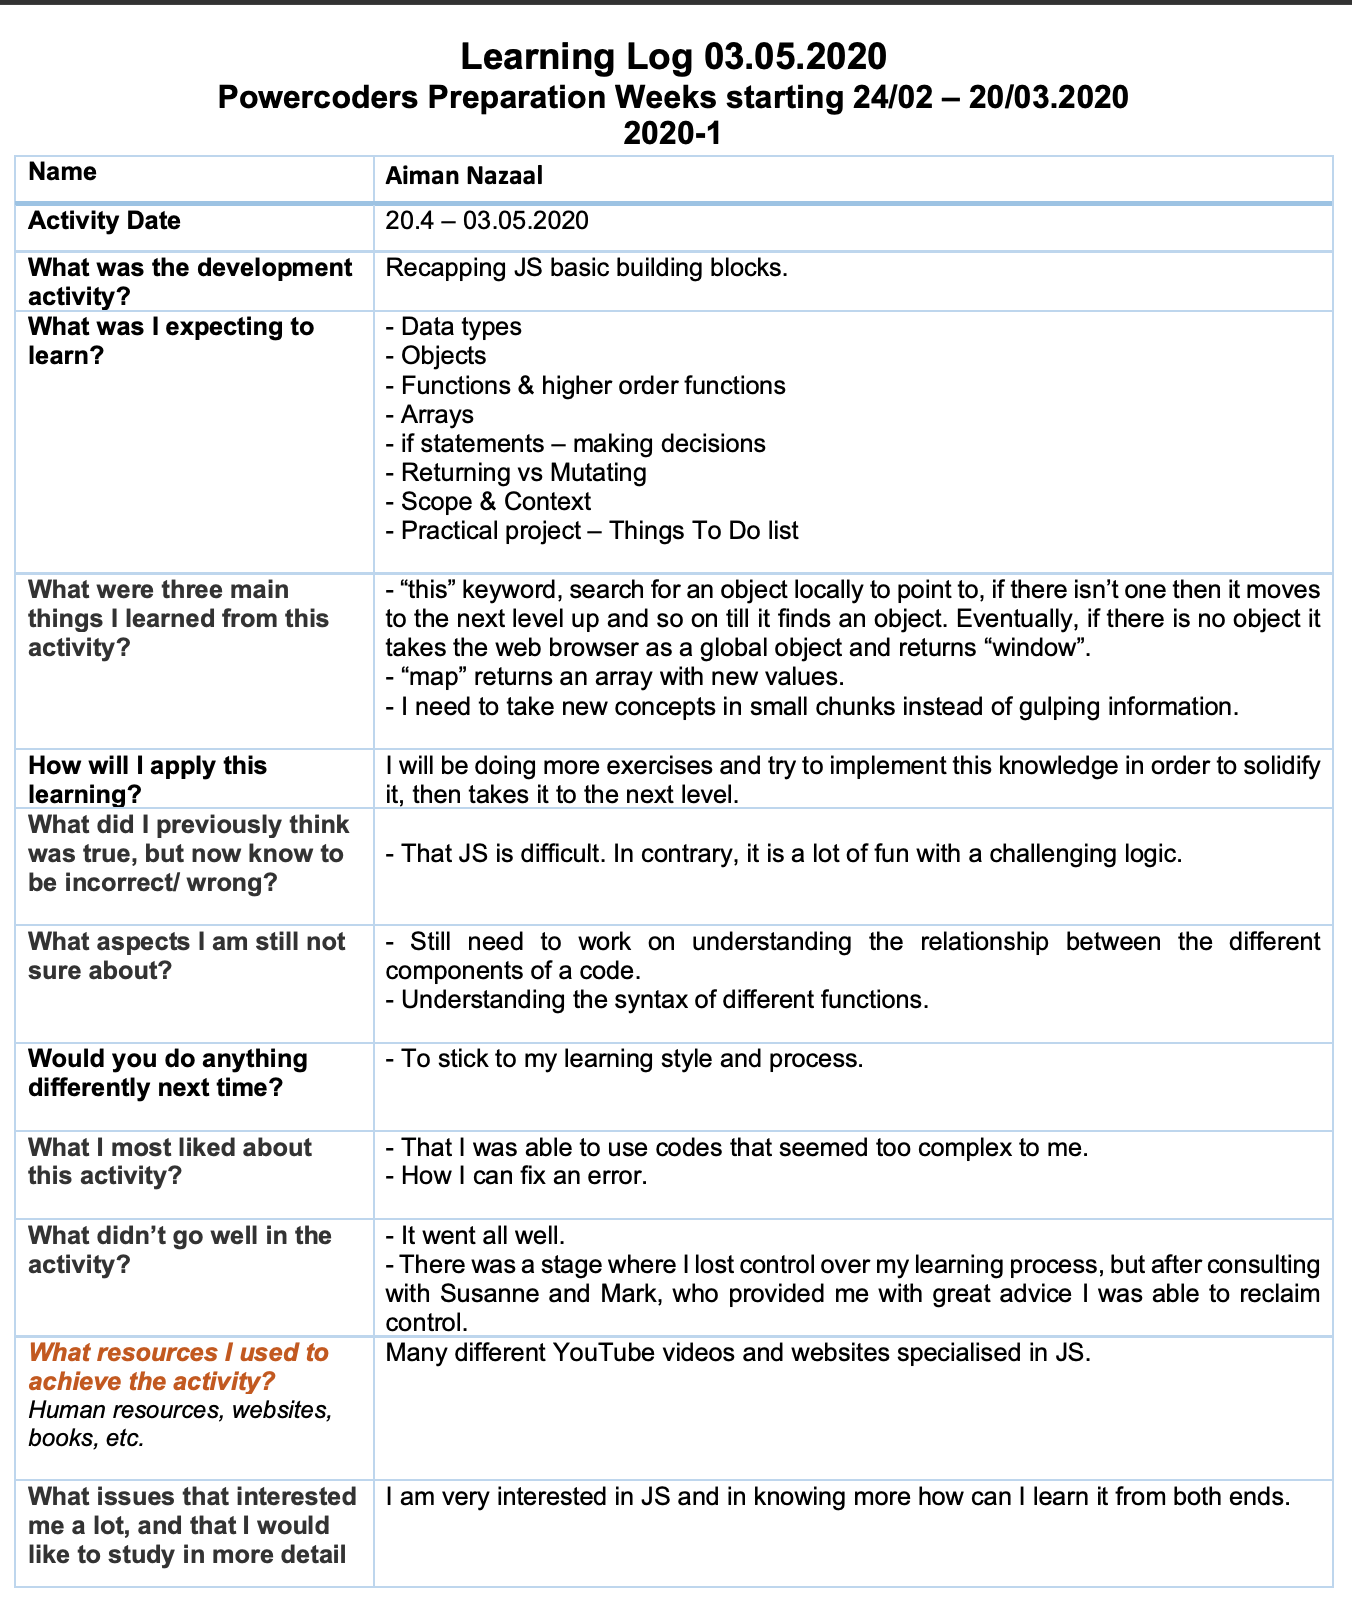 Learning Log 03.05.2020
Powercoders Preparation Weeks starting 24/02 – 20/03.2020
2020-1
Name
Aiman Nazaal
Activity Date
20.4 – 03.05.2020
What was the development
activity?
Recapping JS basic building blocks.
What was I expecting to
learn?
- Data types
- Objects
- Functions & higher order functions
- Arrays
- if statements – making decisions
- Returning vs Mutating
- Scope & Context
- Practical project – Things To Do list
What were three main
things I learned from this
activity?
- “this” keyword, search for an object locally to point to, if there isn’t one then it moves
to the next level up and so on till it finds an object. Eventually, if there is no object it
takes the web browser as a global object and returns “window”.
- “map” returns an array with new values.
- I need to take new concepts in small chunks instead of gulping information.
How will I apply this
learning?
I will be doing more exercises and try to implement this knowledge in order to solidify
it, then takes it to the next level.
What did I previously think
was true, but now know to
be incorrect/ wrong?
- That JS is difficult. In contrary, it is a lot of fun with a challenging logic.
What aspects I am still not
sure about?
- Still need to work on understanding the relationship between the different
components of a code.
- Understanding the syntax of different functions.
Would you do anything
differently next time?
- To stick to my learning style and process.
What I most liked about
this activity?
- That I was able to use codes that seemed too complex to me.
- How I can fix an error.
What didn’t go well in the
activity?
- It went all well.
- There was a stage where I lost control over my learning process, but after consulting
with Susanne and Mark, who provided me with great advice I was able to reclaim
control.
What resources I used to
achieve the activity?
Human resources, websites,
books, etc.
Many different YouTube videos and websites specialised in JS.
What issues that interested
me a lot, and that I would
like to study in more detail
I am very interested in JS and in knowing more how can I learn it from both ends.